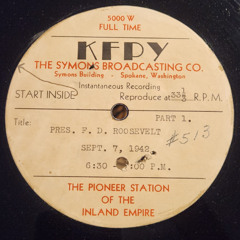 5000 W
FULL TIME
KFPY
THE SYMONS BROADCASTING CO.
Symons Building - Spokane, Washington
Instantaneous Recording
START INSIDE Reproduce at 33 1/3 R.P.M.
PART 1.
Title:
PRES. F. D. ROOSEVELT #513
SEPT. 7, 1942
6:30 - :00 P.M.
THE PIONEER STATION
OF THE
INLAND EMPIRE